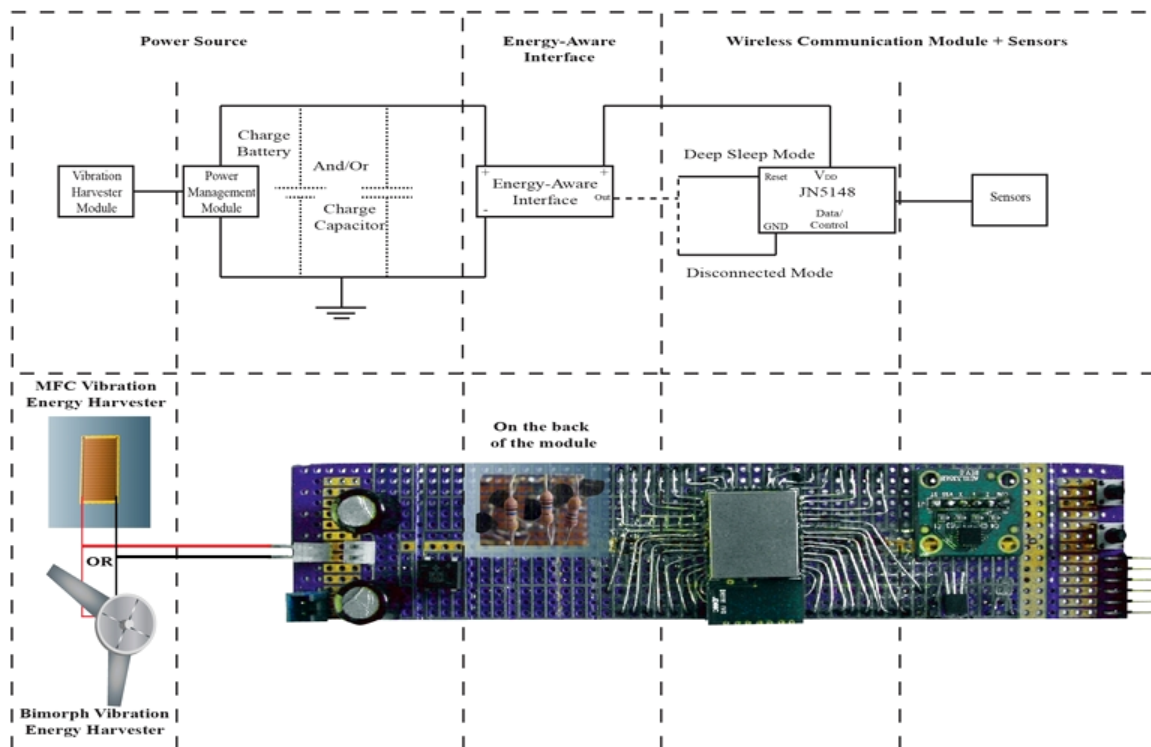 Power Source
Energy-Aware
Interface
Wireless Communication Module + Sensors
Charge
Battery
And/Or
Charge
Capacitor
Vibration
Harvester
Module
Power
Management
Module
+ +
Energy-Aware
Interface
Out
-
Deep Sleep Mode
Reset
VDD
JN5148
Data/
Control
GND
Disconnected Mode
Sensors
MFC Vibration
Energy Harvester
OR
Bimorph Vibration
Energy Harvester
On the back
of the module